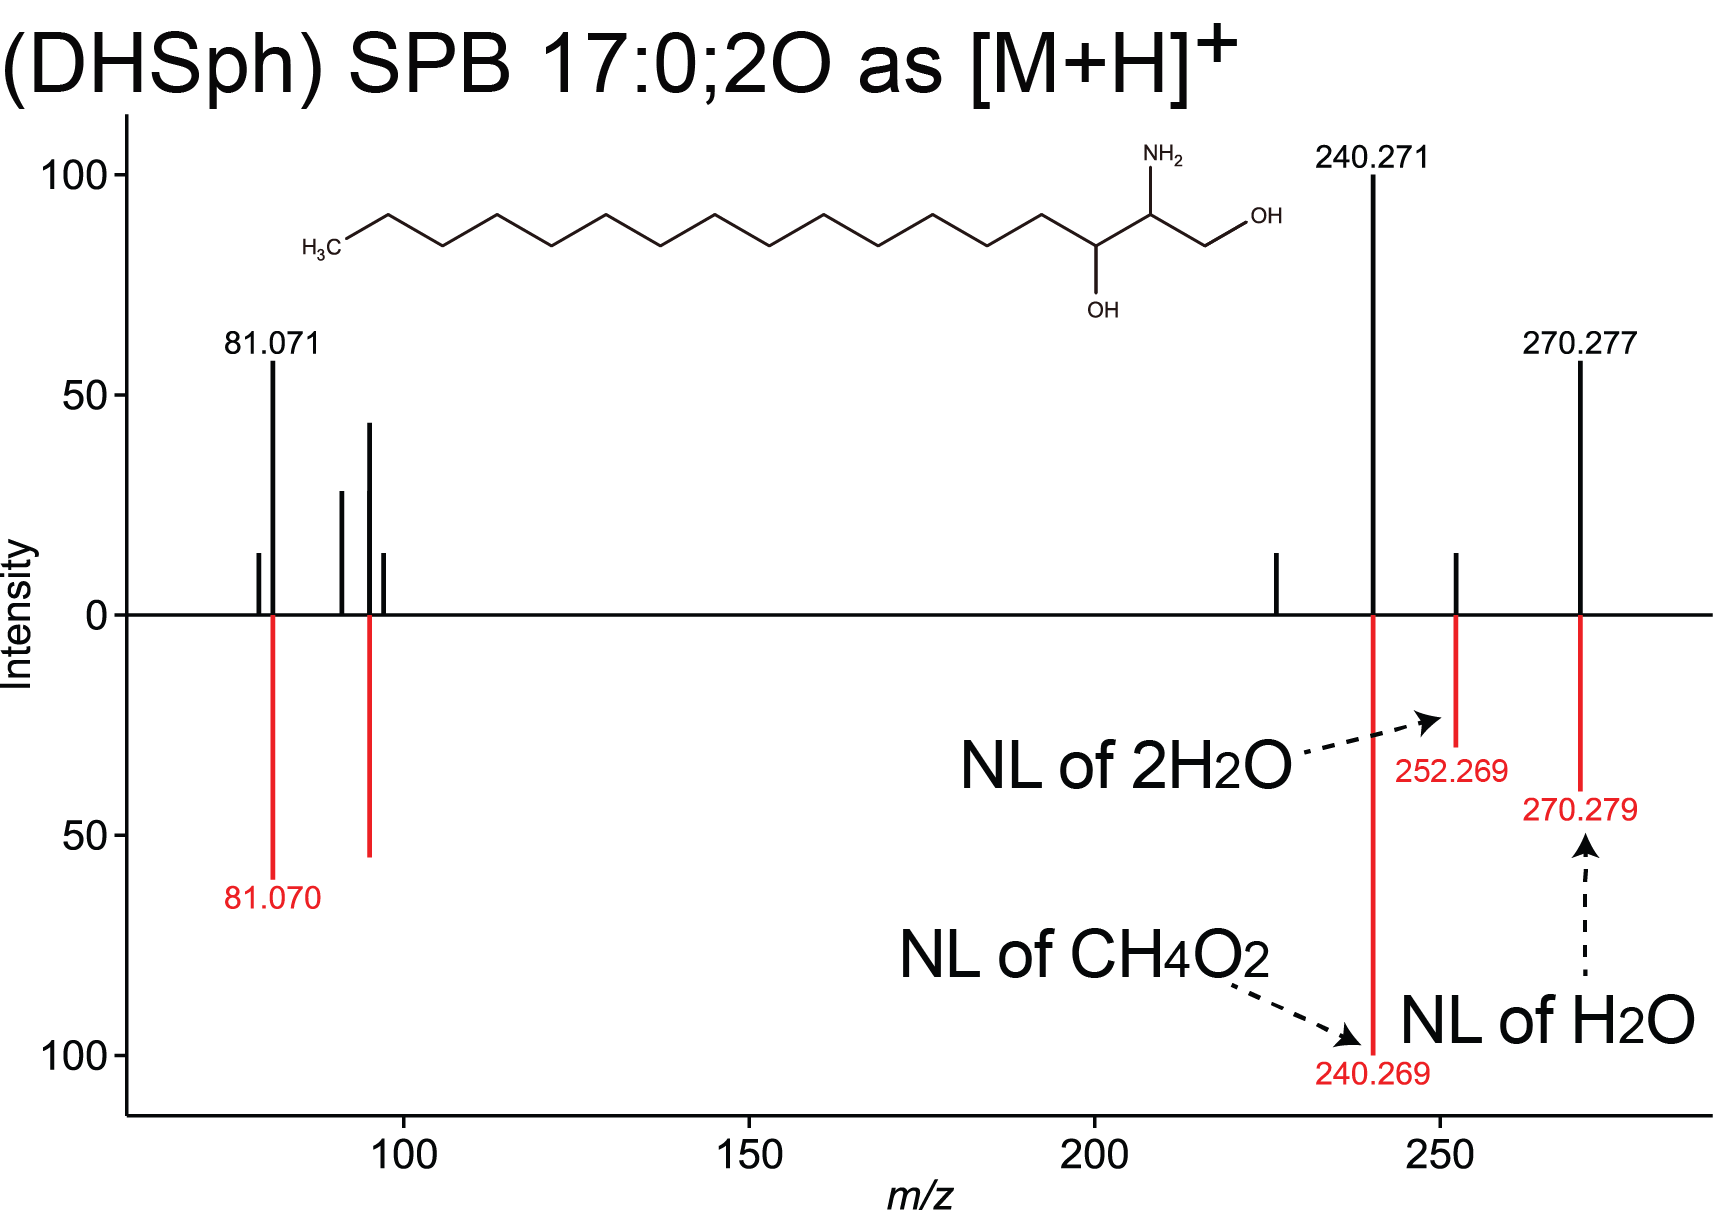 (DHSph) SPB 17:0;2O as [M+H]+
NH2
240.271
100
OH
H3C
OH
81.071
270.277
50
0
Intensity
NL of 2H2O
252.269
270.279
50
81.070
NL of CH4O2
NL of H2O
100
240.269
100
150
200
250
m/z